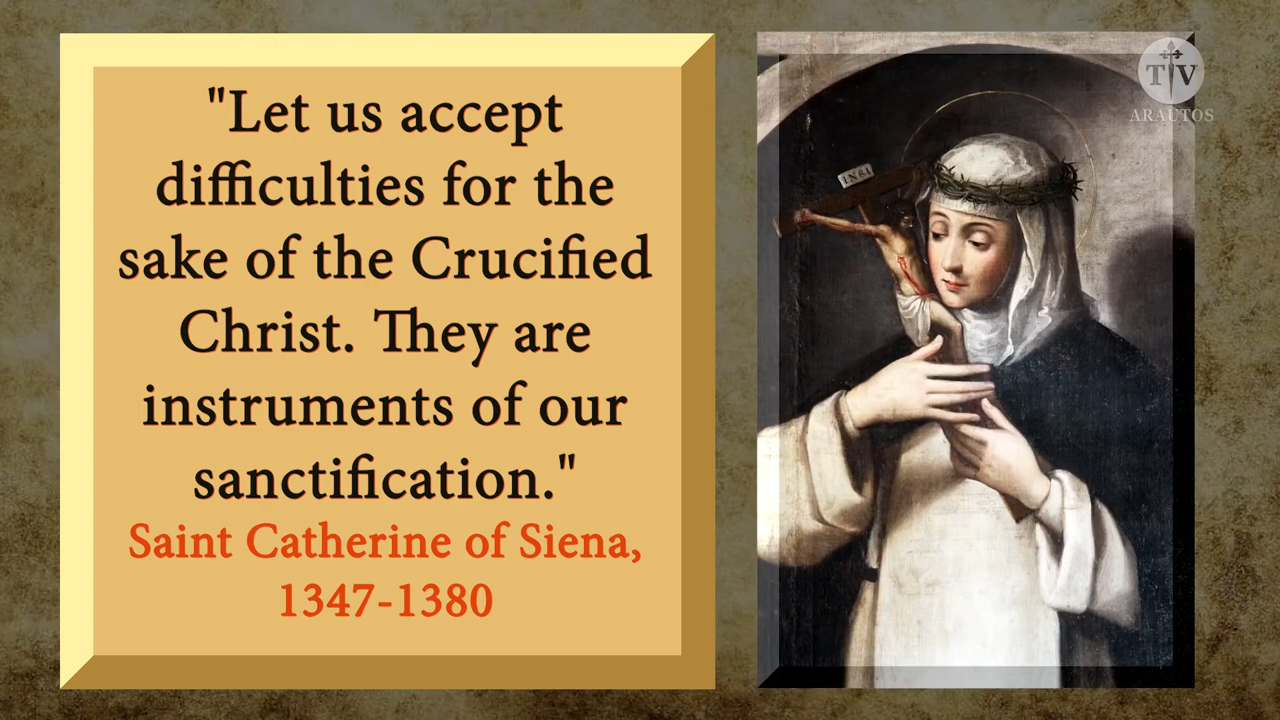 "Let us accept
difficulties for the
sake of the Crucified
Christ. They are
instruments of our
sanctification."
Saint Catherine of Siena,
1347-1380
INRI
TV
ARAUTOS